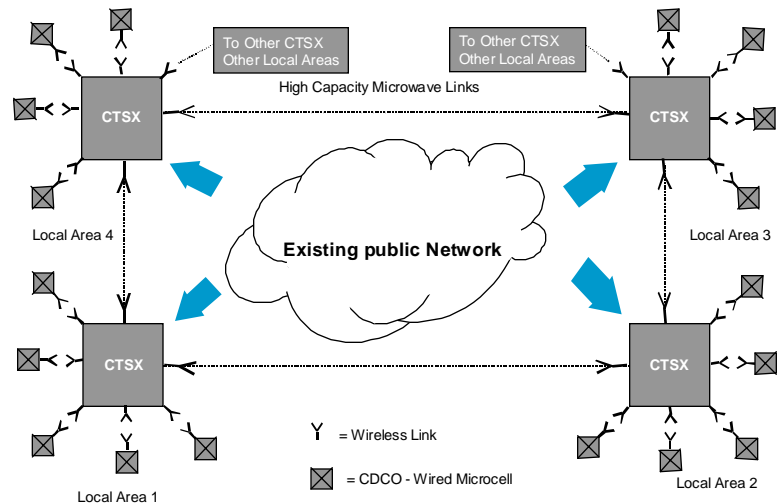 To Other CTSX
Other Local Areas
To Other CTSX
Other Local Areas
High Capacity Microwave Links
CTSX
CTSX
Local Area 4
Local Area 3
Existing public Network
CTSX
CTSX
= Wireless Link
= CDCO - Wired Microcell
Local Area 1
Local Area 2